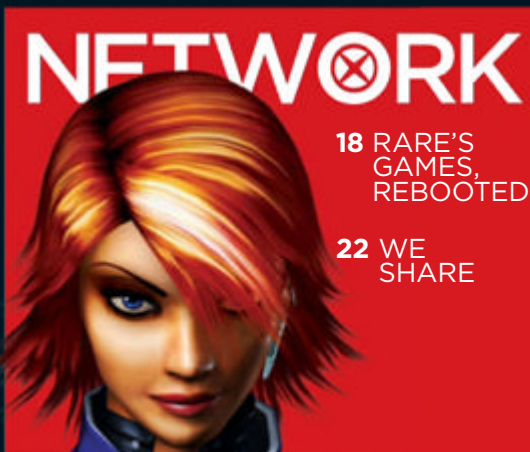 NETWORK
18 RARE'S
GAMES,
REBOOTED
22 WE
SHARE